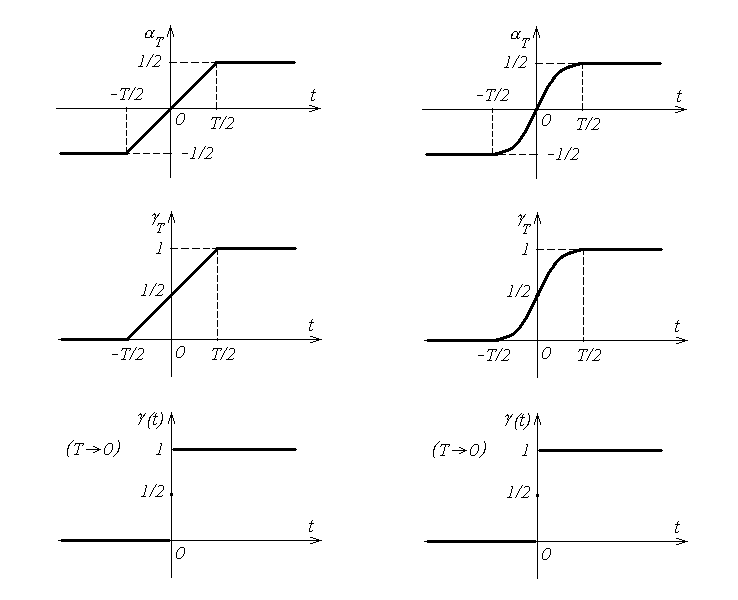 α_T α_T
1/2 1/2
-T/2 t -T/2 t
0 T/2 0 T/2
-1/2 -1/2
γ_T γ_T
1 1
1/2 1/2
t t
-T/2 0 T/2 -T/2 0 T/2
γ(t) γ(t)
(T→0) 1 (T→0) 1
1/2 1/2
t t
0 0